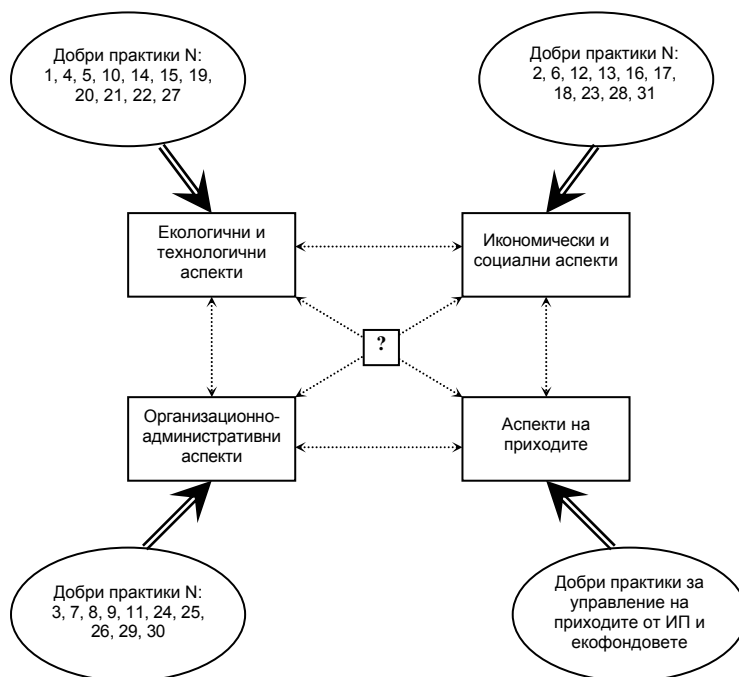 Добри практики N:
1, 4, 5, 10, 14, 15, 19,
20, 21, 22, 27
Добри практики N:
2, 6, 12, 13, 16, 17,
18, 23, 28, 31
Екологични и
технологични
аспекти
Икономически и
социални аспекти
?
Организационно-
административни
аспекти
Аспекти на
приходите
Добри практики N:
3, 7, 8, 9, 11, 24, 25,
26, 29, 30
Добри практики за
управление на
приходите от ИП и
екофондовете